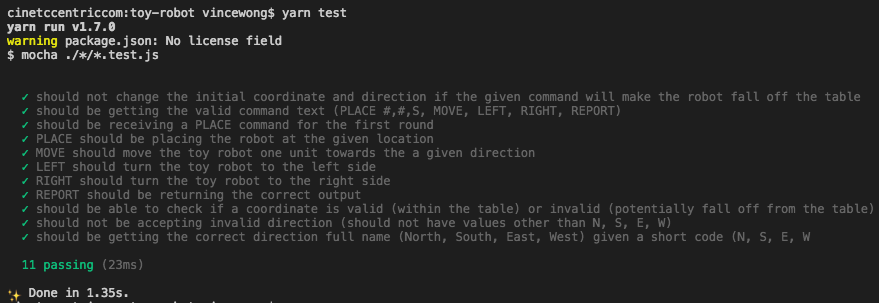 cinetccentriccom:toy-robot vincewong$ yarn test
yarn run v1.7.0
warning package.json: No license field
$ mocha ./*/*.test.js
✓ should not change the initial coordinate and direction if the given command will make the robot fall off the table
✓ should be getting the valid command text (PLACE #,#,S, MOVE, LEFT, RIGHT, REPORT)
✓ should be receiving a PLACE command for the first round
✓ PLACE should be placing the robot at the given location
✓ MOVE should move the toy robot one unit towards the a given direction
✓ LEFT should turn the toy robot to the left side
✓ RIGHT should turn the toy robot to the right side
✓ REPORT should be returning the correct output
✓ should be able to check if a coordinate is valid (within the table) or invalid (potentially fall off from the table)
✓ should not be accepting invalid direction (should not have values other than N, S, E, W)
✓ should be getting the correct direction full name (North, South, East, West) given a short code (N, S, E, W
11 passing (23ms)
✨ Done in 1.35s.